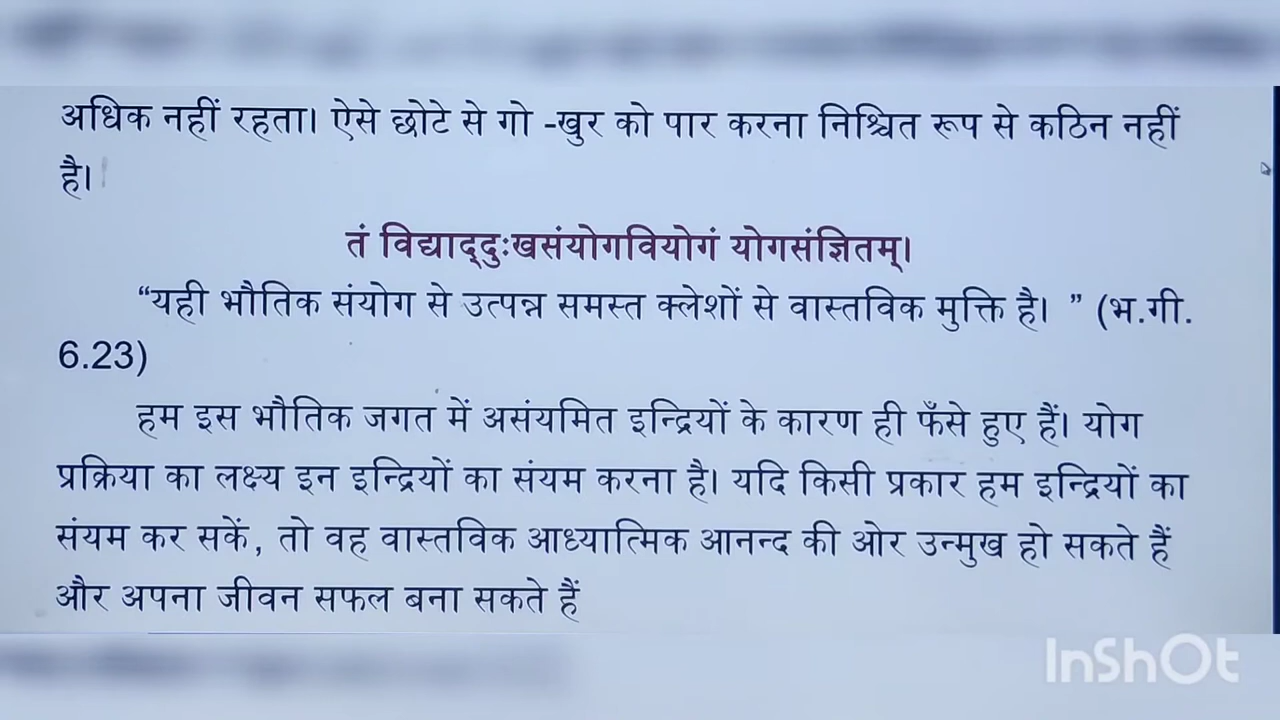 अधिक नहीं रहता। ऐसे छोटे से गो -खुर को पार करना निश्चित रूप से कठिन नहीं
है।
तं विद्याद्‌दुःखसंयोगवियोगं योगसंज्ञितम्।
“यही भौतिक संयोग से उत्पन्न समस्त क्लेशों से वास्तविक मुक्ति है। ” (भ.गी.
6.23)
हम इस भौतिक जगत में असंयमित इन्द्रियों के कारण ही फँसे हुए हैं। योग
प्रक्रिया का लक्ष्य इन इन्द्रियों का संयम करना है। यदि किसी प्रकार हम इन्द्रियों का
संयम कर सकें, तो वह वास्तविक आध्यात्मिक आनन्द की ओर उन्मुख हो सकते हैं
और अपना जीवन सफल बना सकते हैं
InShOt